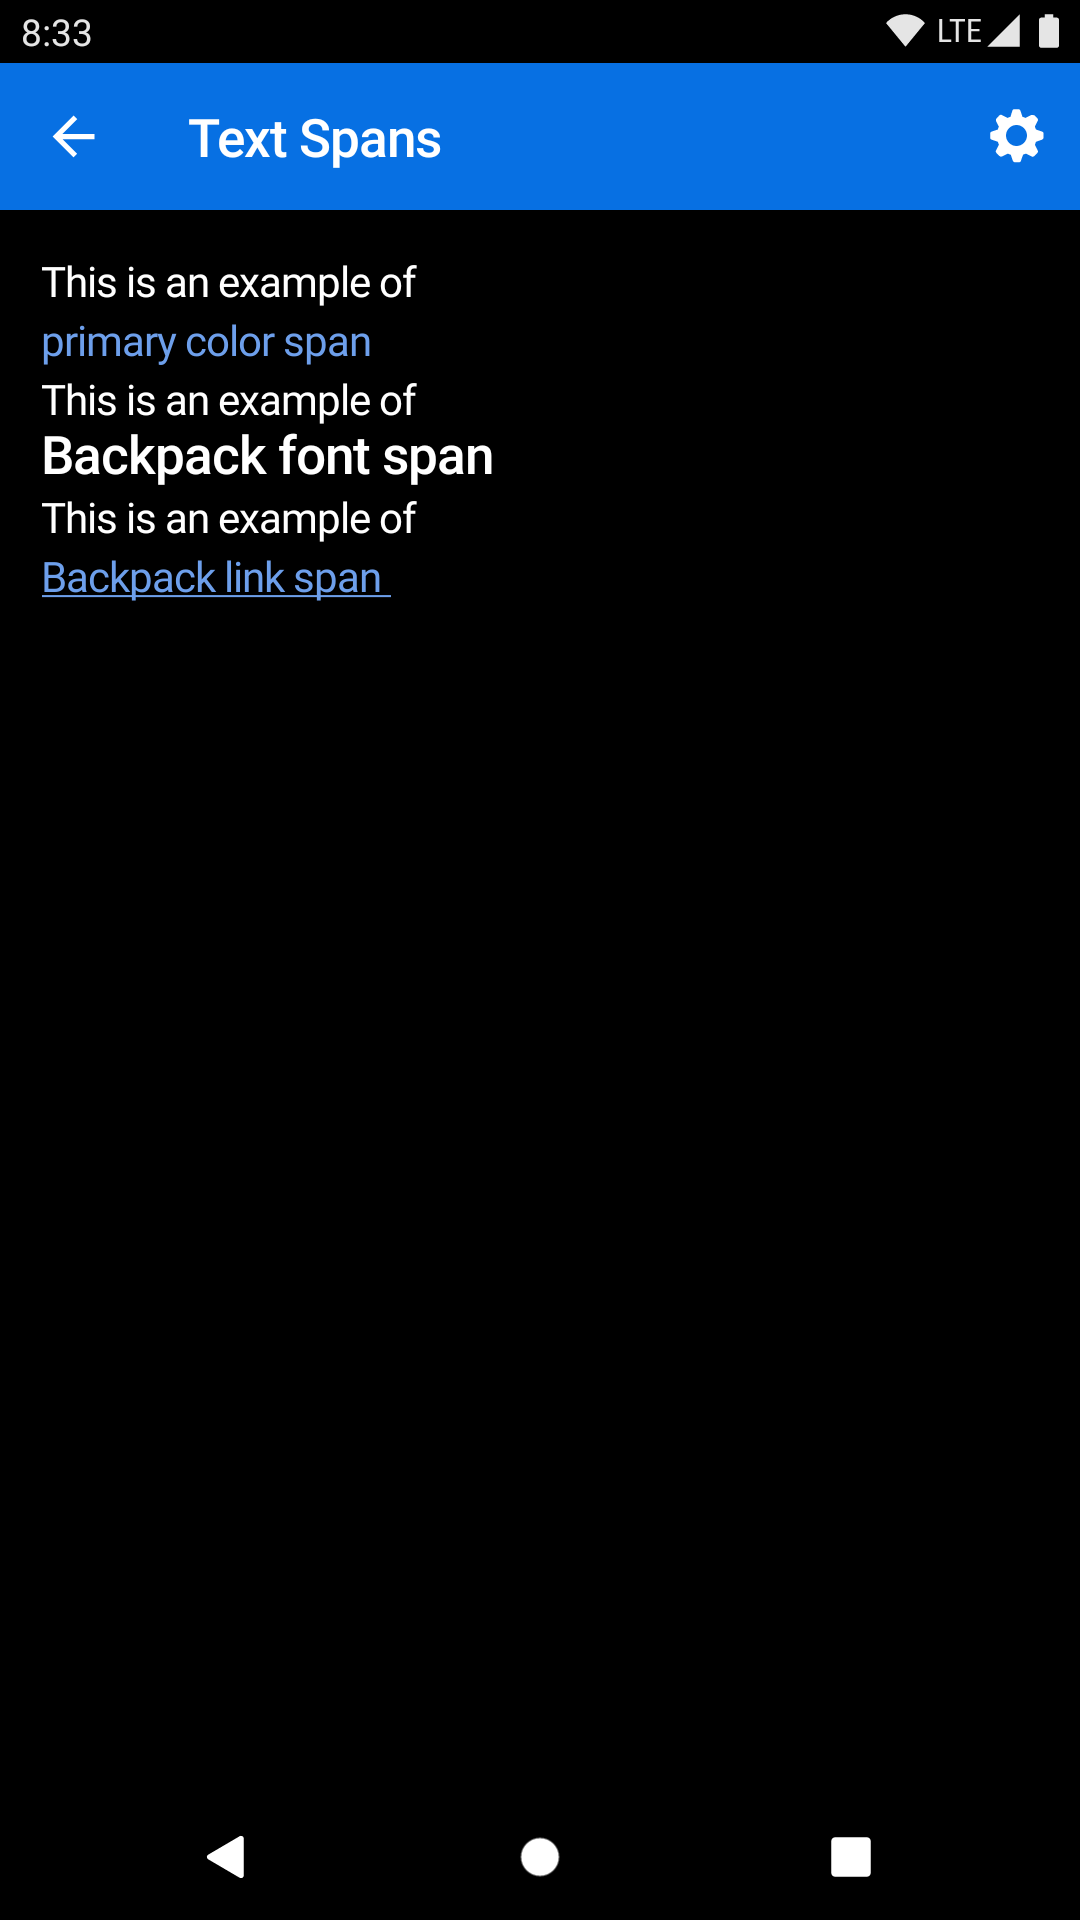 8:33
LTE
Text Spans
This is an example of
primary color span
This is an example of
Backpack font span
This is an example of
Backpack link span